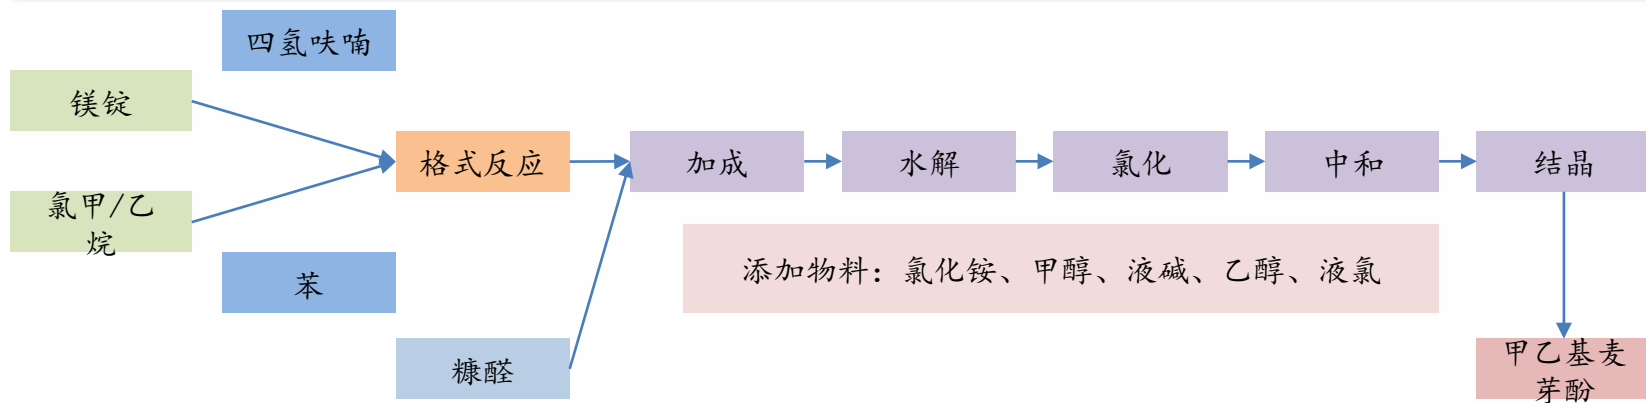 四氢呋喃
镁锭
格式反应
加成
水解
氯化
中和
结晶
氯甲/乙
烷
添加物料：氯化铵、甲醇、液碱、乙醇、液氯
苯
糠醛
甲乙基麦
芽酚